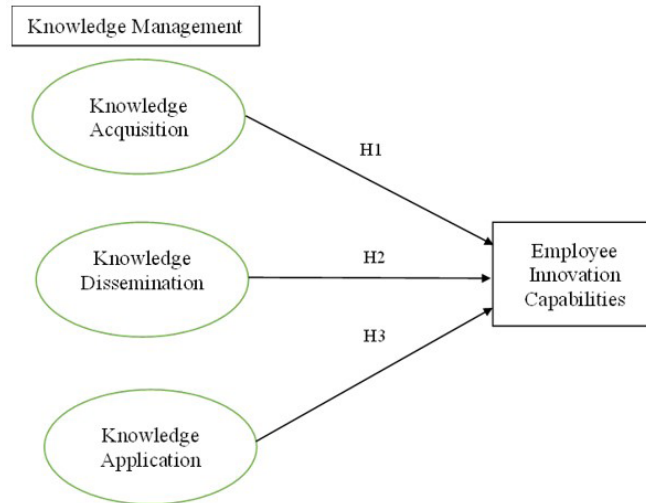 Knowledge Management
Knowledge
Acquisition
H1
Knowledge
Dissemination
H2
Employee
Innovation
Capabilities
H3
Knowledge
Application